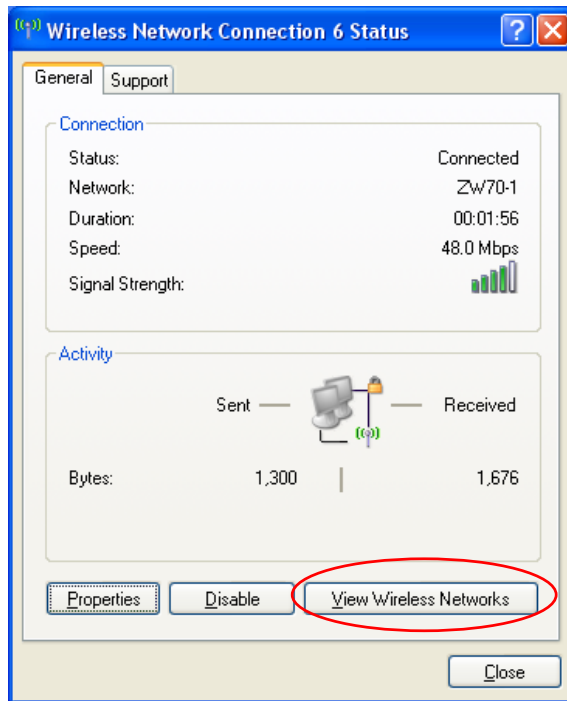 Wireless Network Connection 6 Status
General Support
Connection
Status: Connected
Network: ZW70-1
Duration: 00:01:56
Speed: 48.0 Mbps
Signal Strength:
Activity
Sent Received
Bytes: 1,300 1,676
Properties Disable View Wireless Networks
Close